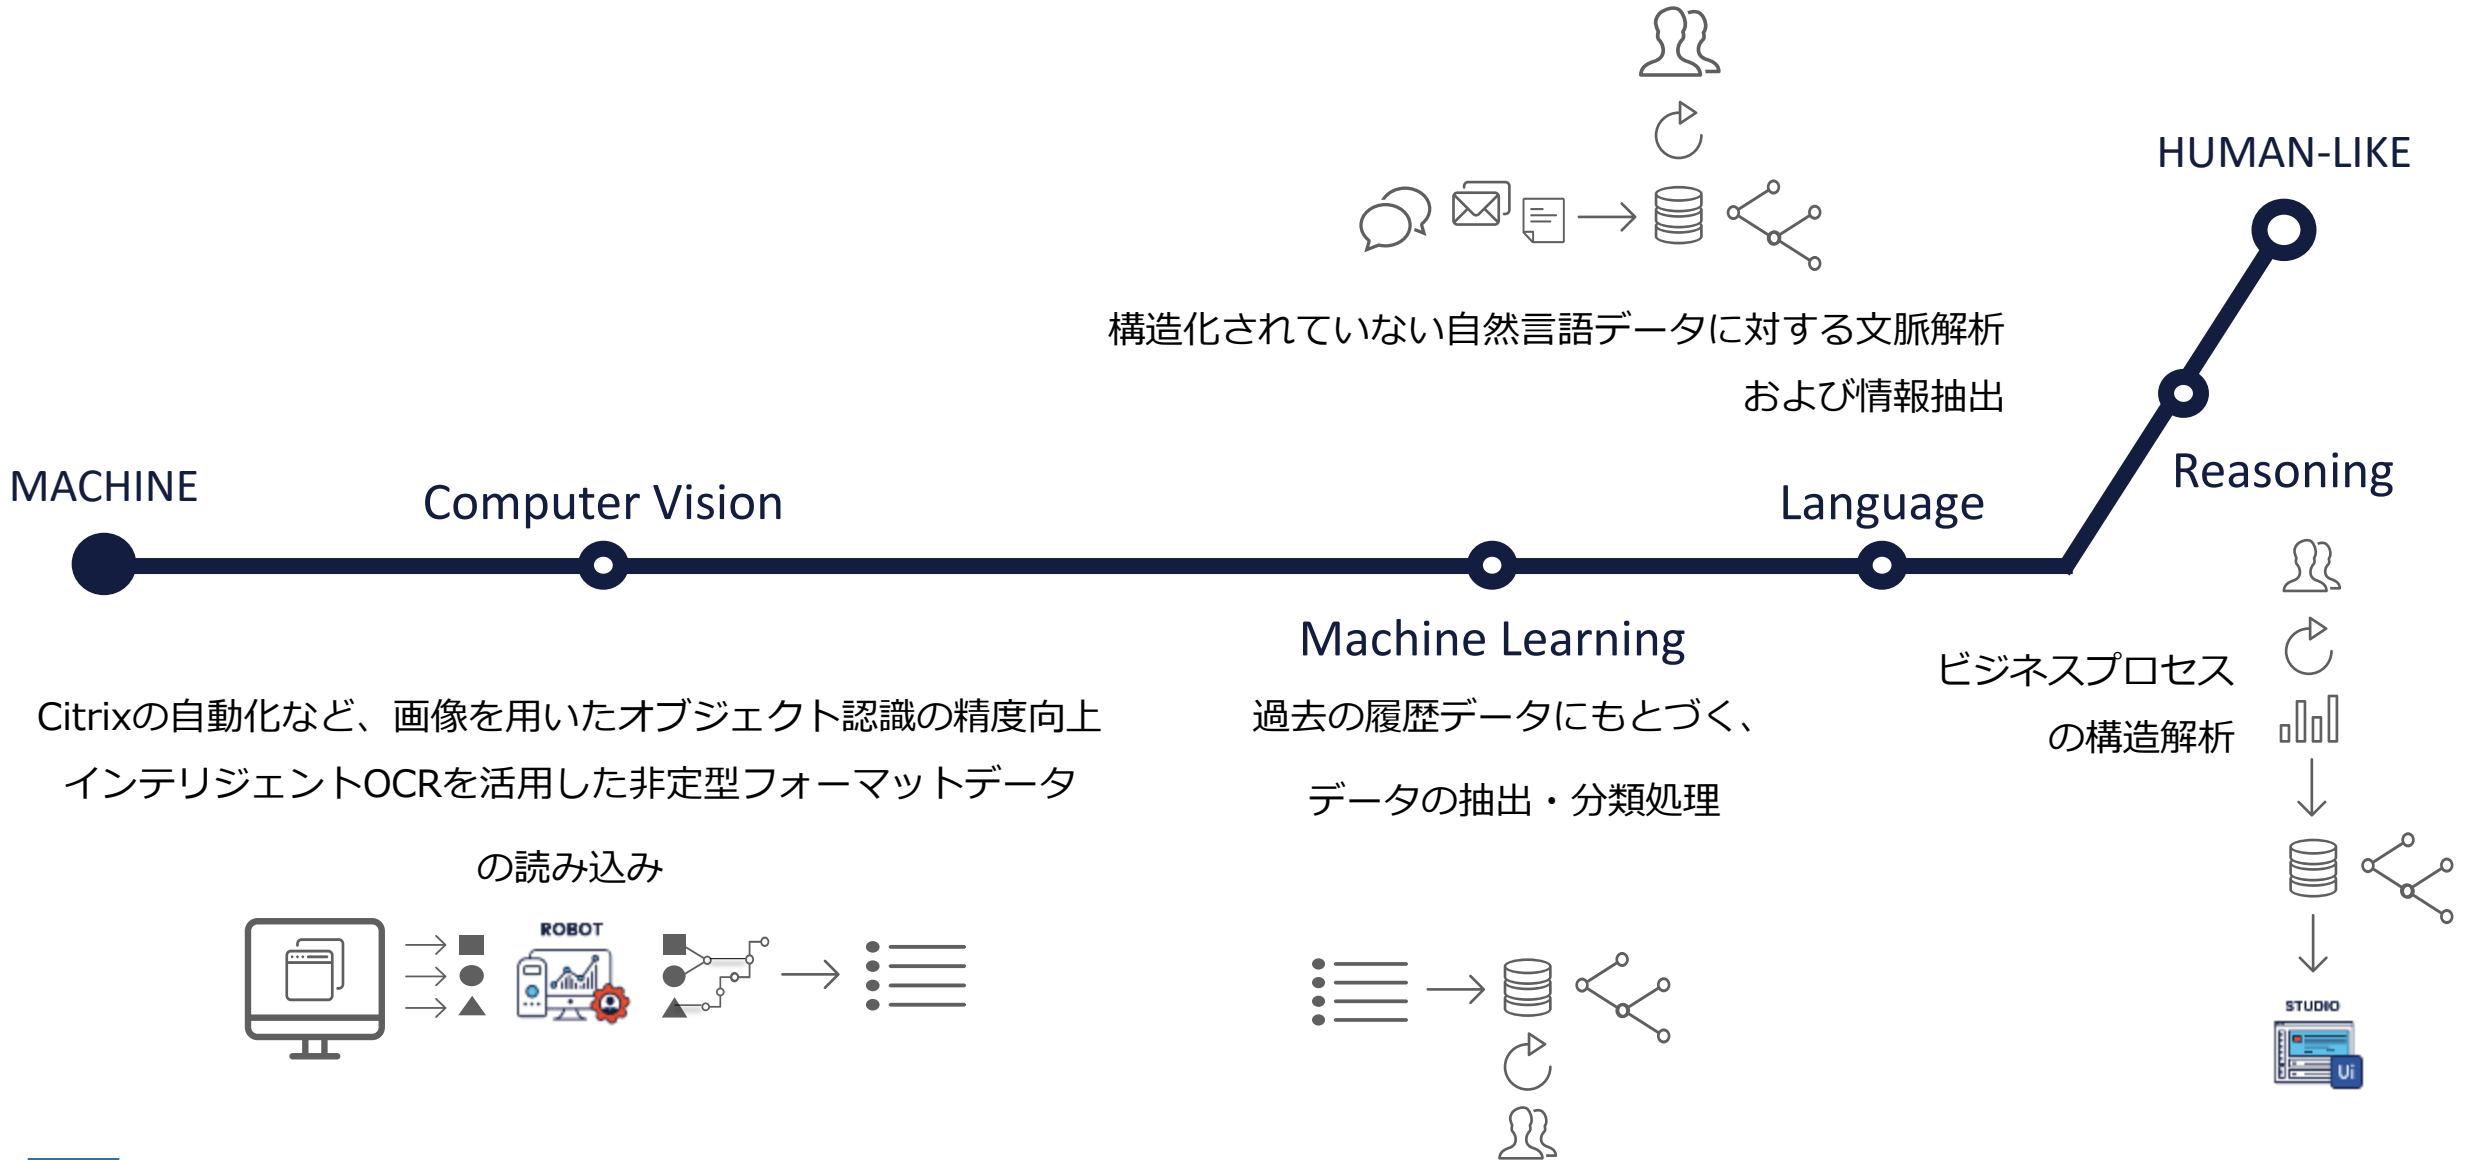 HUMAN-LIKE
構造化されていない自然言語データに対する文脈解析
および情報抽出
MACHINE
Computer Vision
Language
Reasoning
Machine Learning
Citrixの自動化など、画像を用いたオブジェクト認識の精度向上
インテリジェントOCRを活用した非定型フォーマットデータ
の読み込み
過去の履歴データにもとづく、
データの抽出・分類処理
ビジネスプロセス
の構造解析
ROBOT
STUDIO
Ui